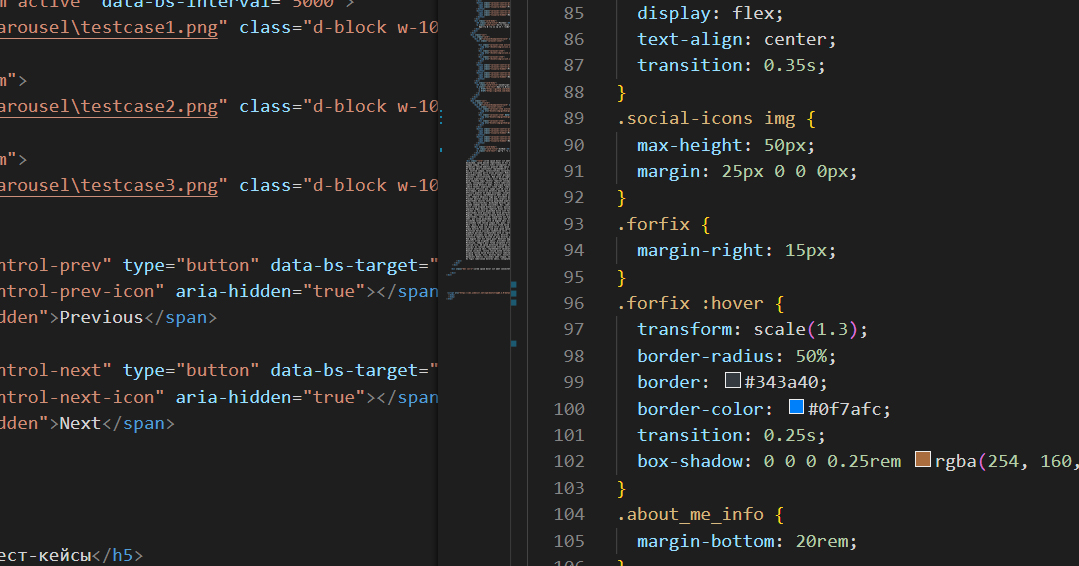 m active" data-bs-interval="5000">
arousel\testcase1.png" class="d-block w-10
m">
arousel\testcase2.png" class="d-block w-10
m">
arousel\testcase3.png" class="d-block w-10
ntrol-prev" type="button" data-bs-target="
ntrol-prev-icon" aria-hidden="true"></span
dden">Previous</span>
ntrol-next" type="button" data-bs-target="
ntrol-next-icon" aria-hidden="true"></span
dden">Next</span>
ест-кейсы</h5>
85 display: flex;
86 text-align: center;
87 transition: 0.35s;
88 }
89 .social-icons img {
90 max-height: 50px;
91 margin: 25px 0 0 0px;
92 }
93 .forfix {
94 margin-right: 15px;
95 }
96 .forfix :hover {
97 transform: scale(1.3);
98 border-radius: 50%;
99 border: #343a40;
100 border-color: #0f7afc;
101 transition: 0.25s;
102 box-shadow: 0 0 0 0.25rem rgba(254, 160,
103 }
104 .about_me_info {
105 margin-bottom: 20rem;
106 }